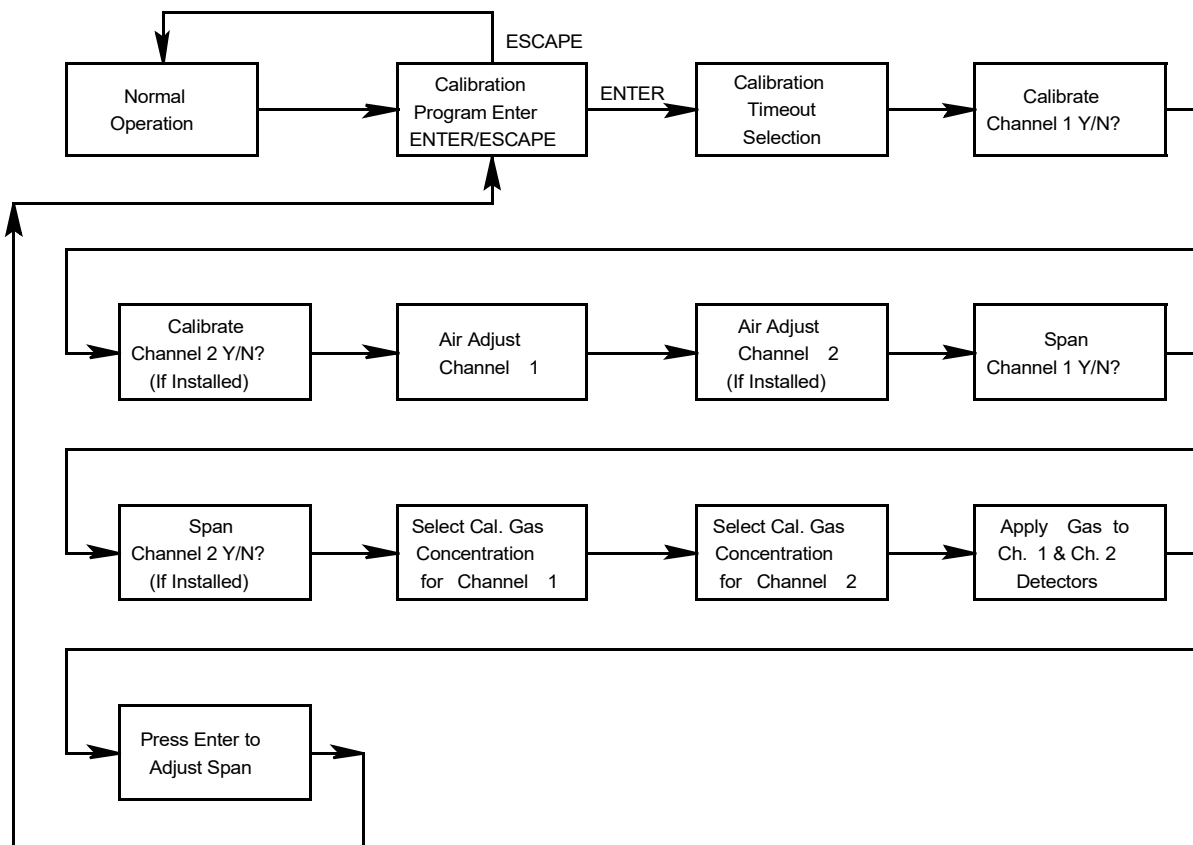 ESCAPE
Normal
Operation
Calibration
Program Enter
ENTER/ESCAPE
ENTER
Calibration
Timeout
Selection
Calibrate
Channel 1 Y/N?
Calibrate
Channel 2 Y/N?
(If Installed)
Air Adjust
Channel 1
Air Adjust
Channel 2
(If Installed)
Span
Channel 1 Y/N?
Span
Channel 2 Y/N?
(If Installed)
Select Cal. Gas
Concentration
for Channel 1
Select Cal. Gas
Concentration
for Channel 2
Apply Gas to
Ch. 1 & Ch. 2
Detectors
Press Enter to
Adjust Span